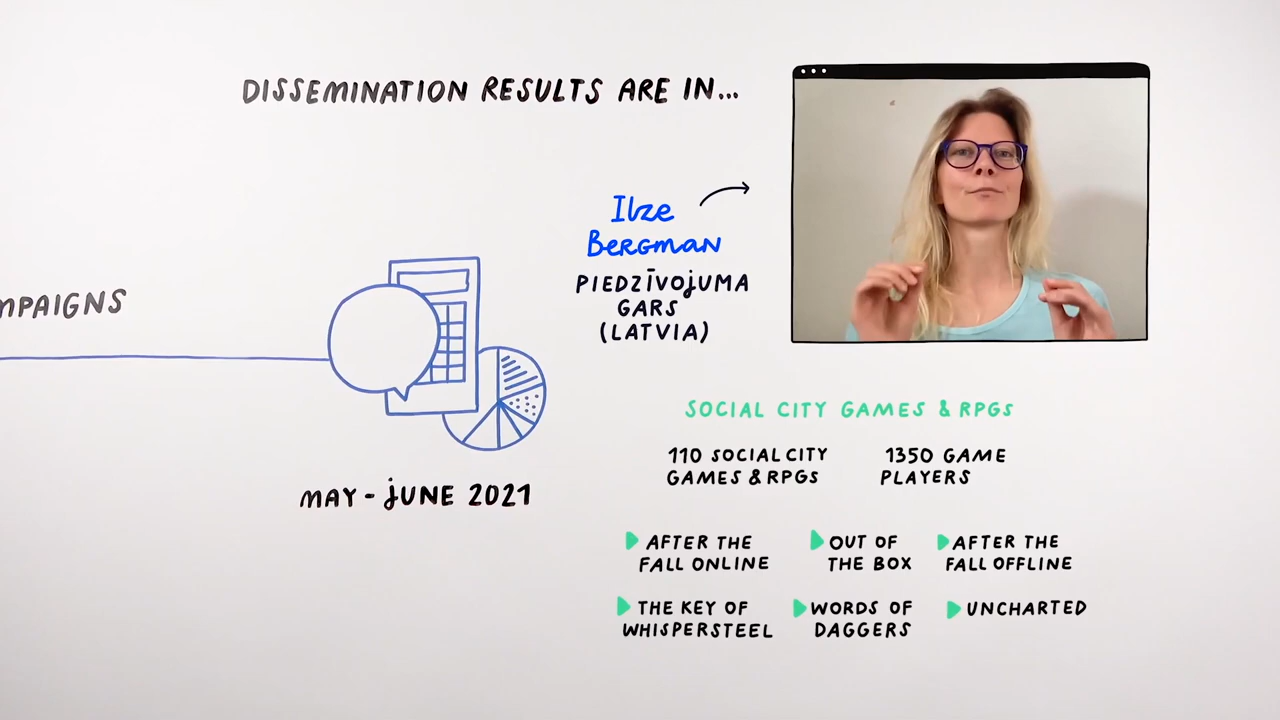 DISSEMINATION RESULTS ARE IN...
MPAIGNS
MAY - JUNE 2021
Ilze
BERGMAN
PIEDZĪVOJUMA
GARS
(LATVIA)
SOCIAL CITY GAMES & RPGs
110 SOCIAL CITY
GAMES & RPGs
1350 GAME
PLAYERS
AFTER THE
FALL ONLINE
OUT OF
THE BOX
AFTER THE
FALL OFFLINE
THE KEY OF
WHISPERSTEEL
WORDS OF
DAGGERS
UNCHARTED